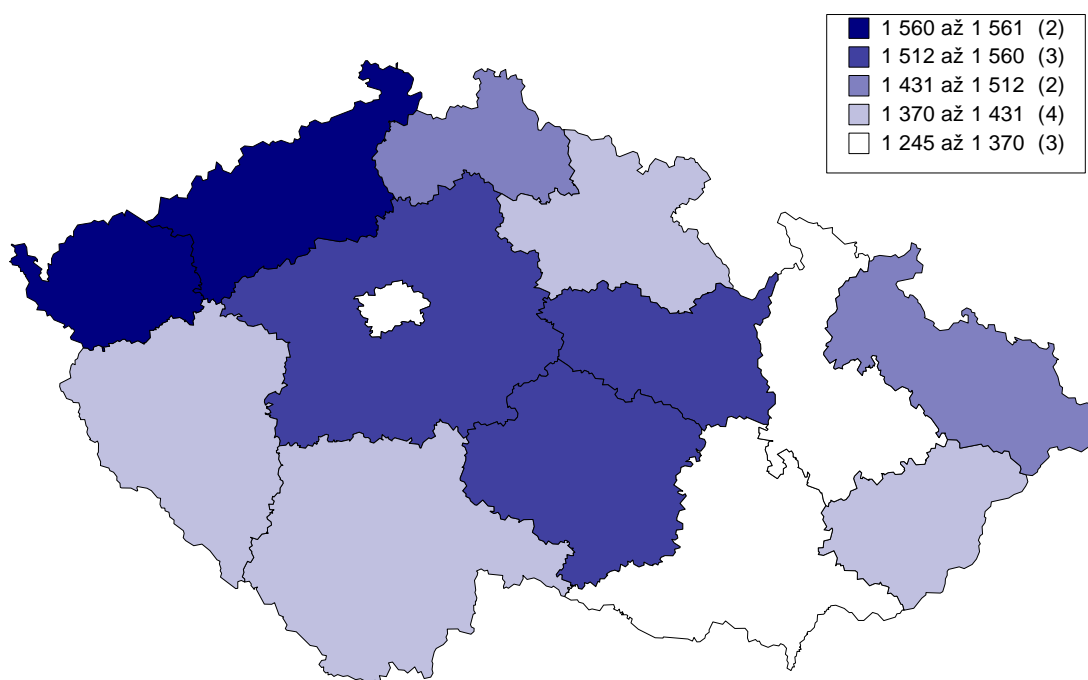 1 560 až 1 561 (2)
1 512 až 1 560 (3)
1 431 až 1 512 (2)
1 370 až 1 431 (4)
1 245 až 1 370 (3)